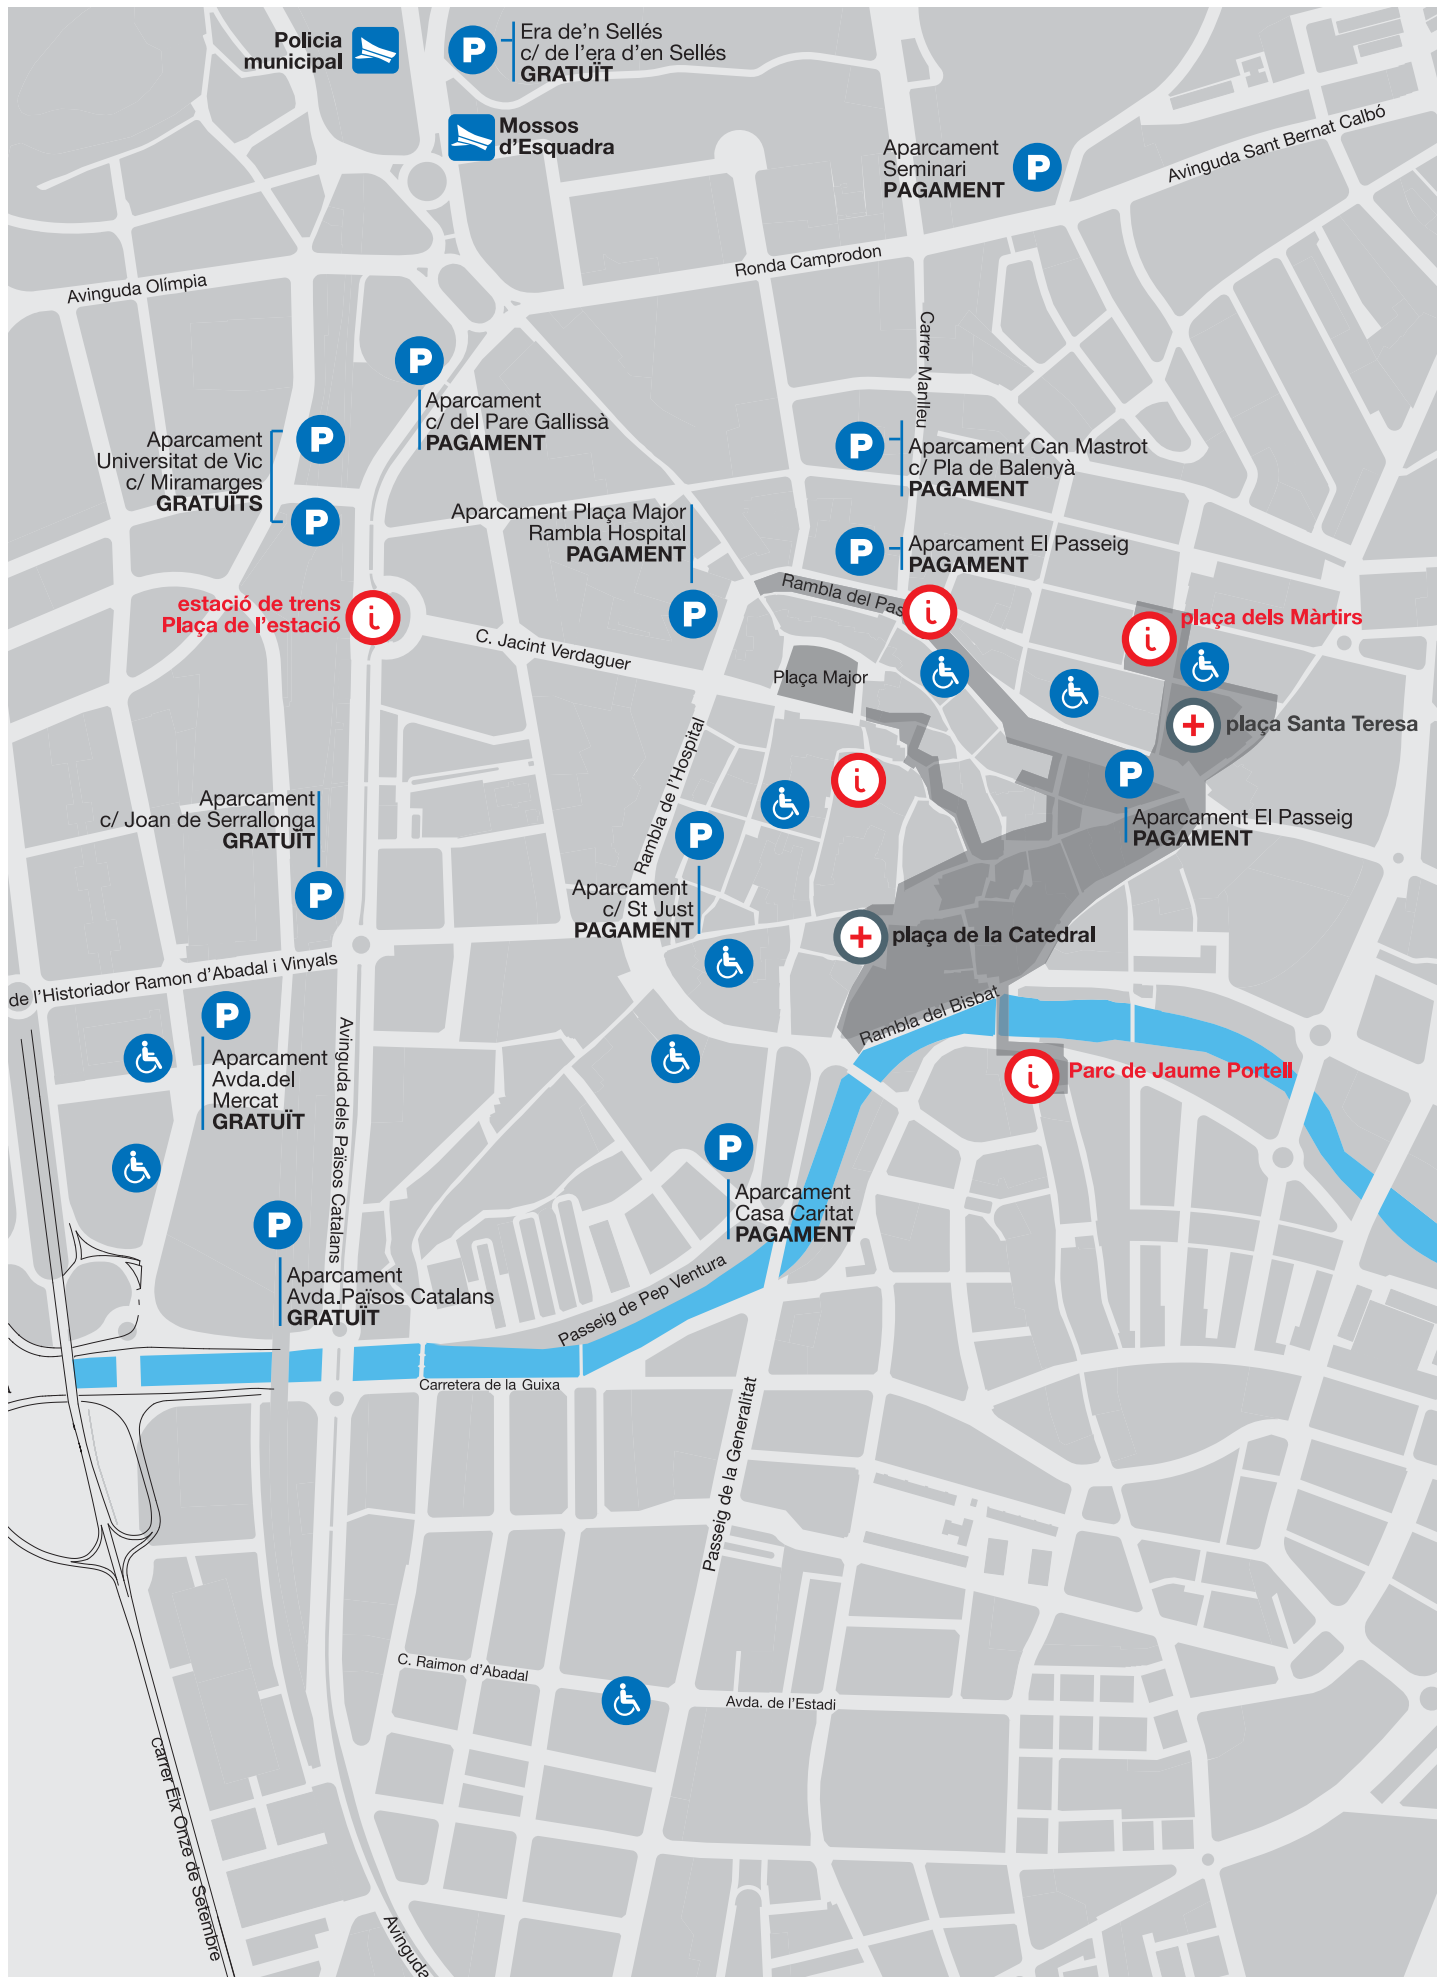 Policia
municipal
P
Era de'n Sellés
c/ de l'era d'en Sellés
GRATUÏT
Mossos
d'Esquadra
Aparcament
Seminari
PAGAMENT
P
Avinguda Sant Bernat Calbó
Ronda Camprodon
Avinguda Olímpia
Carrer Manlleu
P
Aparcament
c/ del Pare Gallissà
PAGAMENT
Aparcament
Universitat de Vic
c/ Miramarges
GRATUÏTS
P
P
P
Aparcament Can Mastrot
c/ Pla de Balenyà
PAGAMENT
Aparcament Plaça Major
Rambla Hospital
PAGAMENT
P
P
Aparcament El Passeig
PAGAMENT
Rambla del Pas
i
estació de trens
Plaça de l'estació
i
C. Jacint Verdaguer
i
plaça dels Màrtirs
Plaça Major
plaça Santa Teresa
Rambla de l'Hospital
i
P
Aparcament El Passeig
PAGAMENT
Aparcament
c/ Joan de Serrallonga
GRATUÏT
P
P
Aparcament
c/ St Just
PAGAMENT
plaça de la Catedral
de l'Historiador Ramon d'Abadal i Vinyals
Rambla del Bisbat
P
Aparcament
Avda.del
Mercat
GRATUÏT
Avinguda dels Països Catalans
i
Parc de Jaume Portell
P
Aparcament
Casa Caritat
PAGAMENT
P
Aparcament
Avda.Països Catalans
GRATUÏT
Passeig de Pep Ventura
Carretera de la Guixa
Passeig de la Generalitat
C. Raimon d'Abadal
Avda. de l'Estadi
Carrer Eix Onze de Setembre
Avinguda